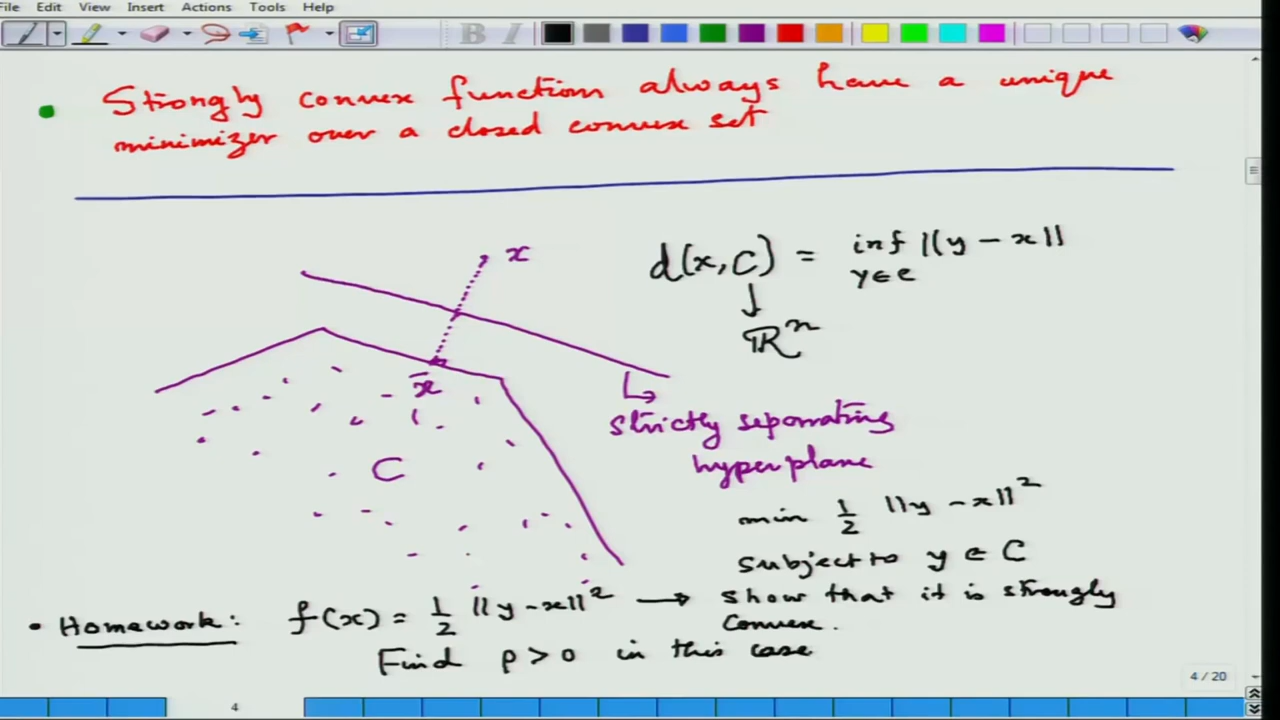 File Edit View Insert Actions Tools Help
B I
Strongly convex function always have a unique
minimizer over a closed convex set
x
d(x, C) = inf ||y - x||
y∈C
↓
ℝⁿ
x̄
Strictly separating
hyperplane
C
min 1/2 ||y - x||²
subject to y ∈ C
• Homework: f(x) = 1/2 ||y - x||² → show that it is strongly
convex.
Find ρ > 0 in this case
4 / 20
4